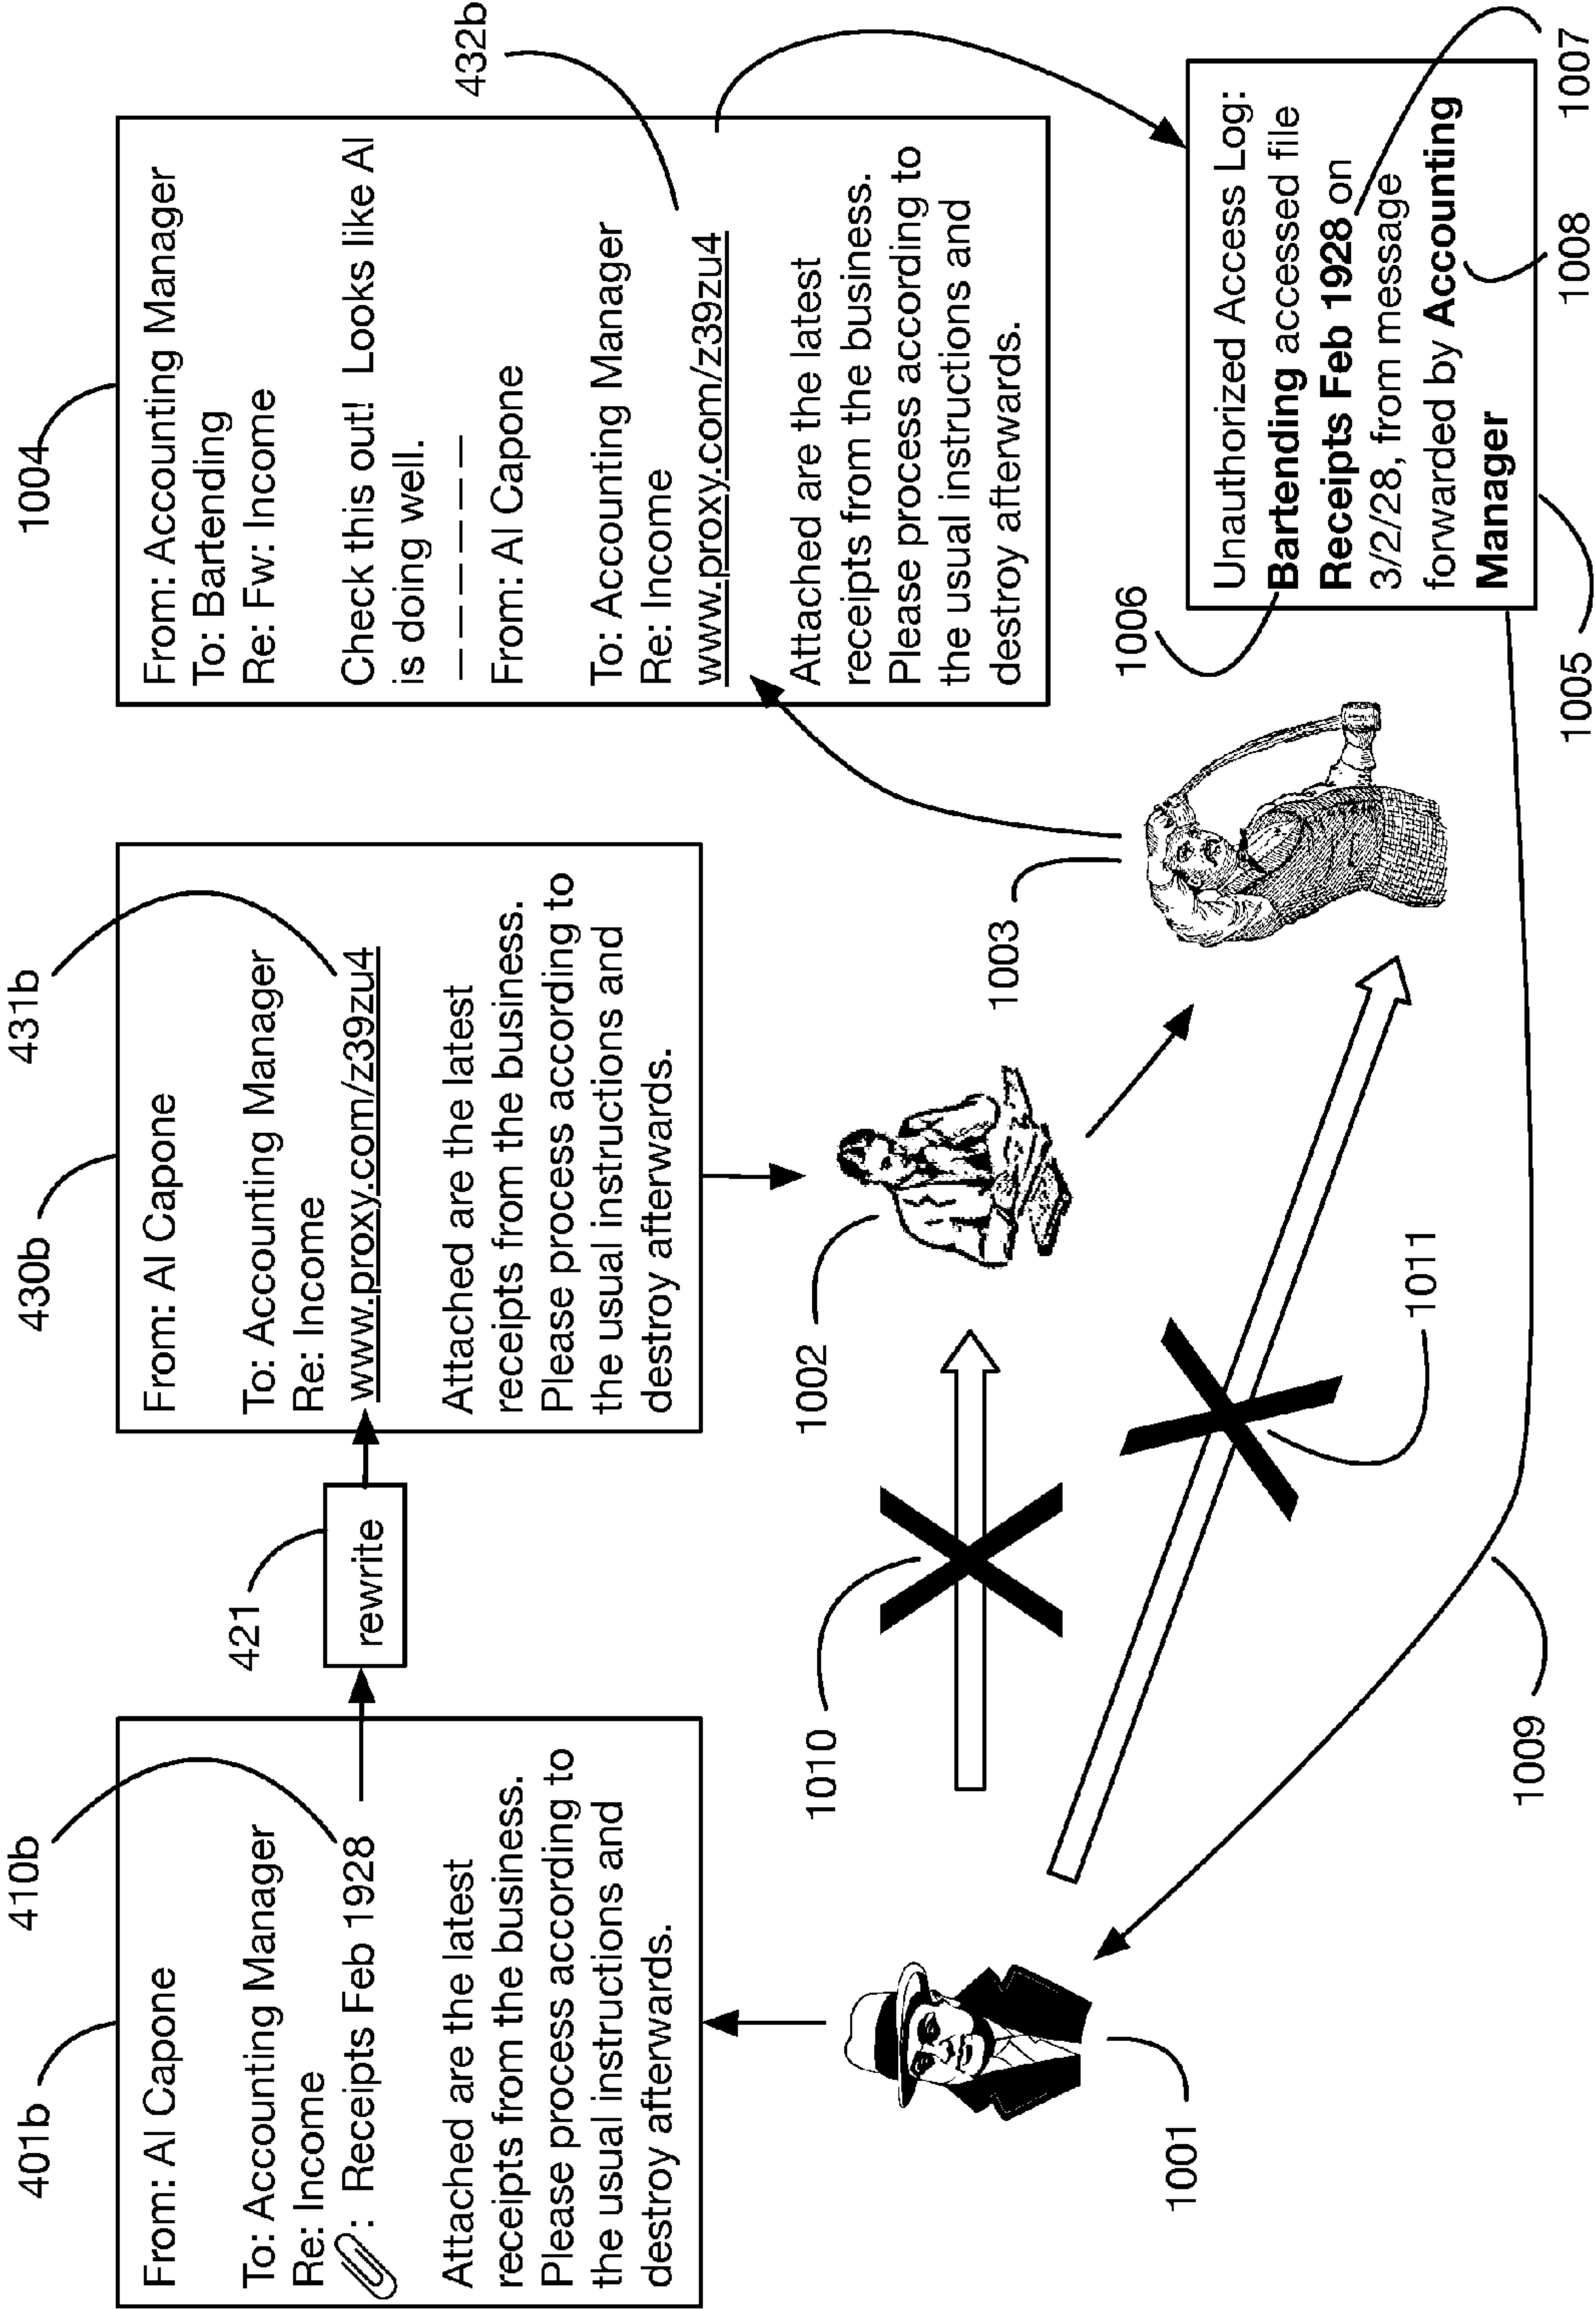 401b
From: Al Capone
To: Accounting Manager
Re: Income
: Receipts Feb 1928
Attached are the latest
receipts from the business.
Please process according to
the usual instructions and
destroy afterwards.
410b
421
rewrite
430b
From: Al Capone
To: Accounting Manager
Re: Income
www.proxy.com/z39zu4
Attached are the latest
receipts from the business.
Please process according to
the usual instructions and
destroy afterwards.
431b
1004
From: Accounting Manager
To: Bartending
Re: Fw: Income
Check this out! Looks like Al
is doing well.
– – – – – – –
From: Al Capone
To: Accounting Manager
Re: Income
www.proxy.com/z39zu4
Attached are the latest
receipts from the business.
Please process according to
the usual instructions and
destroy afterwards.
432b
1001
1010
1002
1011
1003
1006
Unauthorized Access Log:
Bartending accessed file
Receipts Feb 1928 on
3/2/28, from message
forwarded by Accounting
Manager
1009
1005
1008
1007